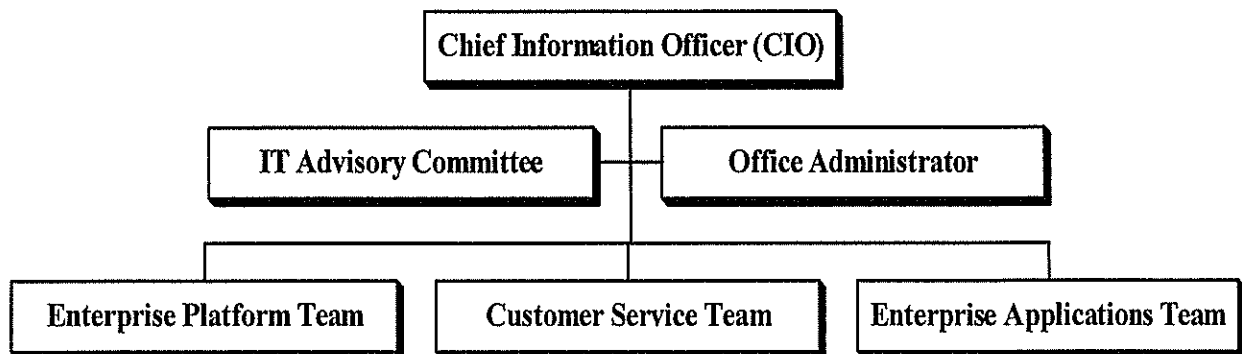 Chief Information Officer (CIO)
IT Advisory Committee
Office Administrator
Enterprise Platform Team
Customer Service Team
Enterprise Applications Team